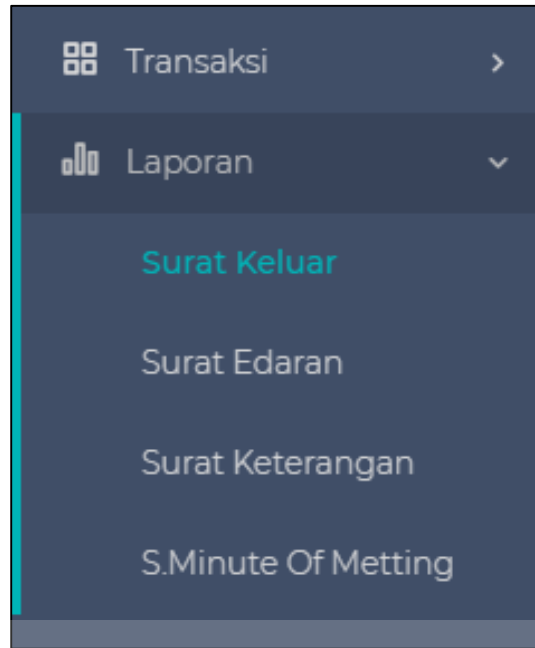 Transaksi
Laporan
Surat Keluar
Surat Edaran
Surat Keterangan
S.Minute Of Metting